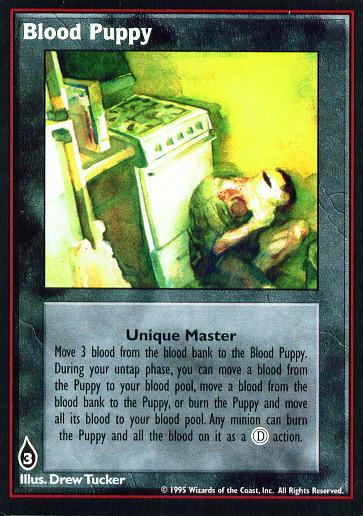 Blood Puppy
Unique Master
Move 3 blood from the blood bank to the Blood Puppy.
During your untap phase, you can move a blood from
the Puppy to your blood pool, move a blood from the
blood bank to the Puppy, or burn the Puppy and move
all its blood to your blood pool. Any minion can burn
the Puppy and all the blood on it as a Ⓓ action.
3
Illus. Drew Tucker
© 1995 Wizards of the Coast, Inc. All Rights Reserved.